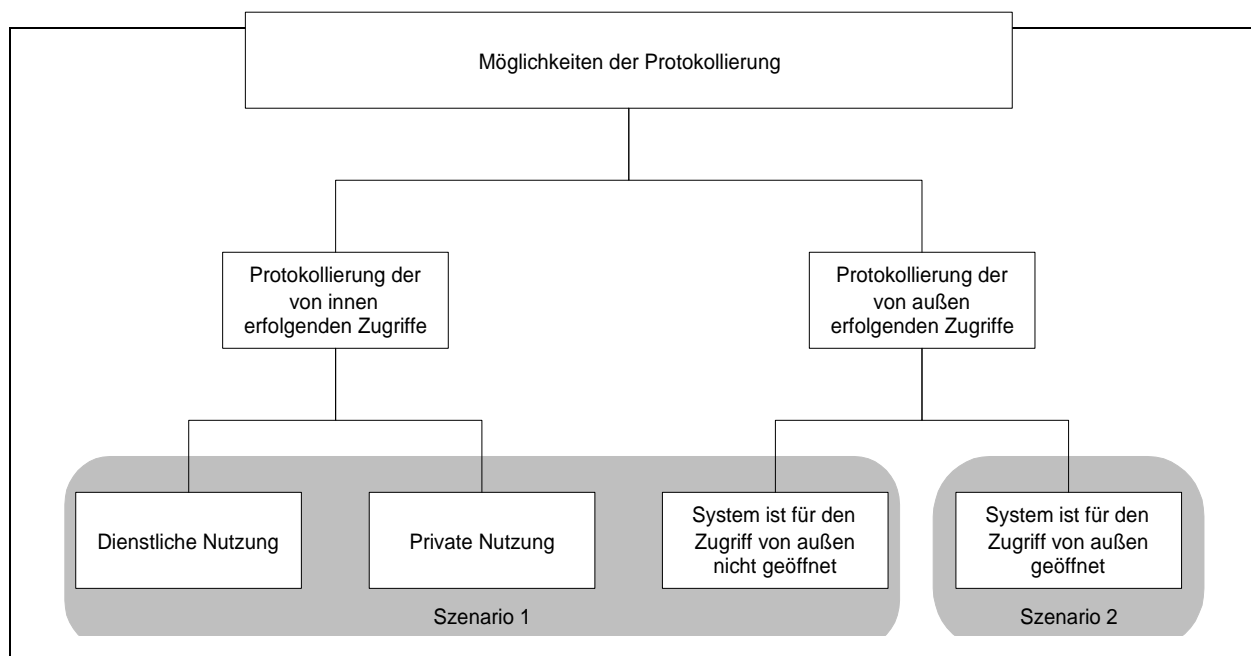 Möglichkeiten der Protokollierung
Protokollierung der
von innen
erfolgenden Zugriffe
Protokollierung der
von außen
erfolgenden Zugriffe
Dienstliche Nutzung
Private Nutzung
System ist für den
Zugriff von außen
nicht geöffnet
System ist für den
Zugriff von außen
geöffnet
Szenario 1
Szenario 2